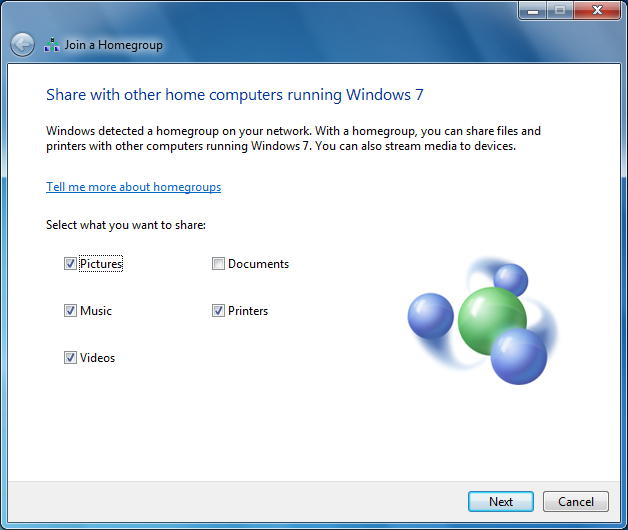 Join a Homegroup
Share with other home computers running Windows 7
Windows detected a homegroup on your network. With a homegroup, you can share files and
printers with other computers running Windows 7. You can also stream media to devices.
Tell me more about homegroups
Select what you want to share:
Pictures
Documents
Music
Printers
Videos
Next
Cancel